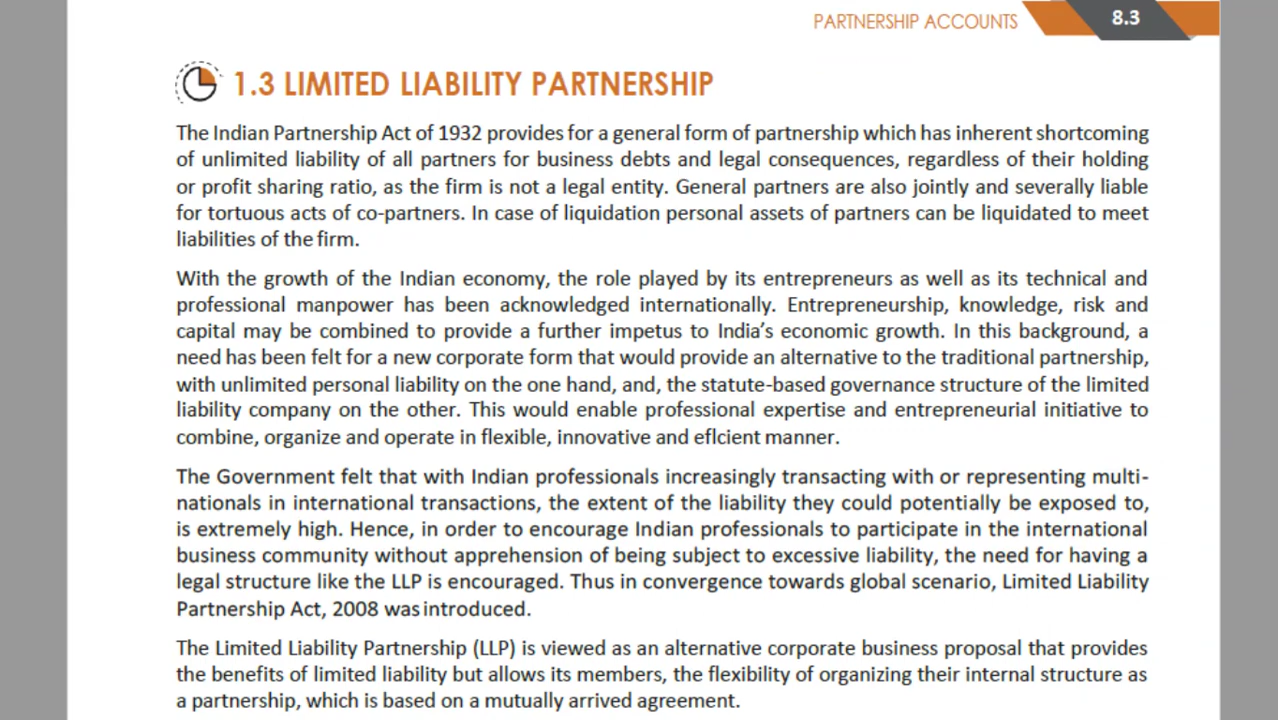 PARTNERSHIP ACCOUNTS 8.3
1.3 LIMITED LIABILITY PARTNERSHIP
The Indian Partnership Act of 1932 provides for a general form of partnership which has inherent shortcoming
of unlimited liability of all partners for business debts and legal consequences, regardless of their holding
or profit sharing ratio, as the firm is not a legal entity. General partners are also jointly and severally liable
for tortuous acts of co-partners. In case of liquidation personal assets of partners can be liquidated to meet
liabilities of the firm.
With the growth of the Indian economy, the role played by its entrepreneurs as well as its technical and
professional manpower has been acknowledged internationally. Entrepreneurship, knowledge, risk and
capital may be combined to provide a further impetus to India's economic growth. In this background, a
need has been felt for a new corporate form that would provide an alternative to the traditional partnership,
with unlimited personal liability on the one hand, and, the statute-based governance structure of the limited
liability company on the other. This would enable professional expertise and entrepreneurial initiative to
combine, organize and operate in flexible, innovative and eflcient manner.
The Government felt that with Indian professionals increasingly transacting with or representing multi-
nationals in international transactions, the extent of the liability they could potentially be exposed to,
is extremely high. Hence, in order to encourage Indian professionals to participate in the international
business community without apprehension of being subject to excessive liability, the need for having a
legal structure like the LLP is encouraged. Thus in convergence towards global scenario, Limited Liability
Partnership Act, 2008 was introduced.
The Limited Liability Partnership (LLP) is viewed as an alternative corporate business proposal that provides
the benefits of limited liability but allows its members, the flexibility of organizing their internal structure as
a partnership, which is based on a mutually arrived agreement.